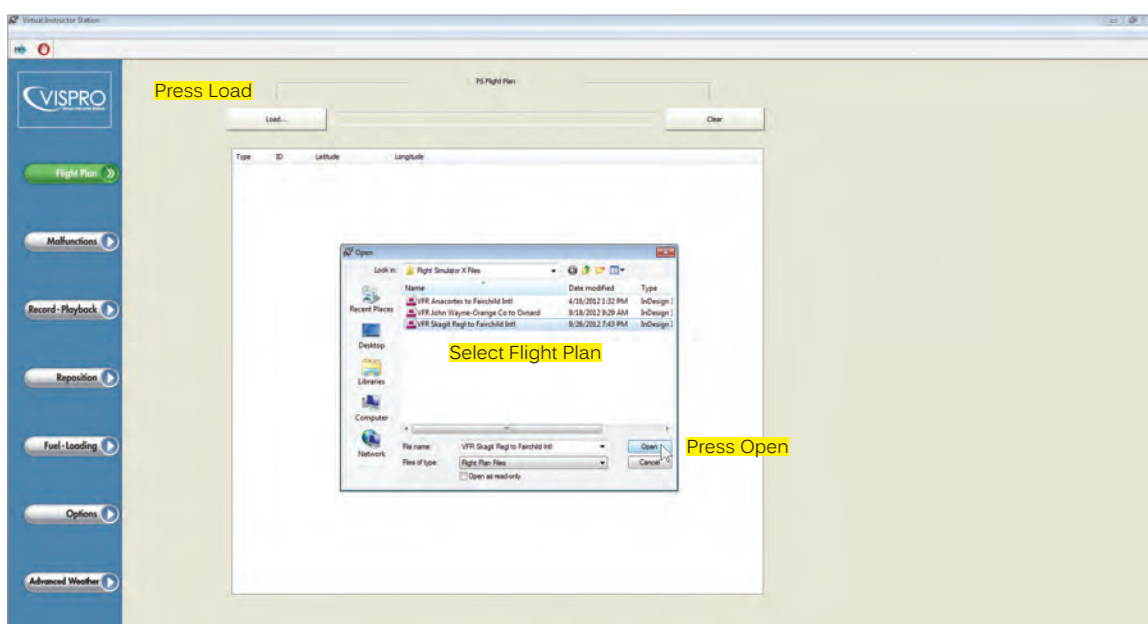 Virtual Instructor Station
VISPRO
Press Load
FS Flight Plan
Load...
Clear
Type ID Latitude Longitude
Flight Plan
Malfunctions
Record - Playback
Reposition
Fuel - Loading
Options
Advanced Weather
Open
Look in: Flight Simulator X Files
Name Date modified Type
VFR Anacortes to Fairchild Intl 4/16/2012 1:32 PM InDesign
VFR John Wayne-Orange Co to Oxnard 9/18/2012 9:29 AM InDesign
VFR Skagit Regl to Fairchild Intl 9/26/2012 7:43 PM InDesign
Recent Places
Desktop
Libraries
Computer
Network
Select Flight Plan
File name: VFR Skagit Regl to Fairchild Intl
Open
Press Open
Files of type: Flight Plan Files
Cancel
Open as read-only